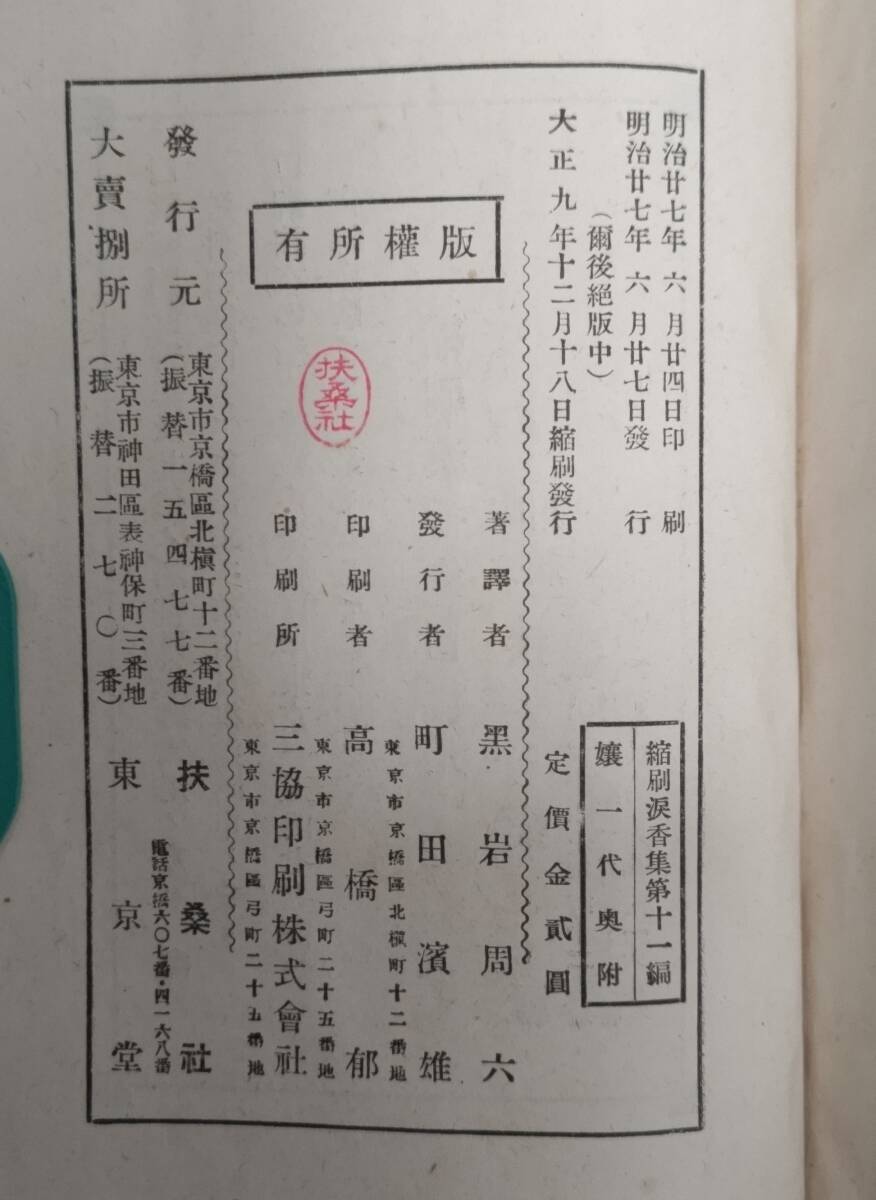 明治廿七年六月廿四日印刷
明治廿七年六月廿七日發行
（爾後絕版中）
大正九年十二月十八日縮刷發行
縮刷淚香集第十一編
孃一代奧附
定價金貳圓
版權所有
扶桑社
著譯者 黑岩周六
發行者 町田濱雄
東京市京橋區北槇町十二番地
印刷者 高橋郁
東京市京橋區弓町二十五番地
印刷所 三協印刷株式會社
東京市京橋區弓町二十五番地
發行元 東京市京橋區北槇町十二番地
（振替一五四七七番） 扶桑社
電話京橋六〇七番・四一六八番
大賣捌所 東京市神田區表神保町三番地
（振替二七〇番） 東京堂